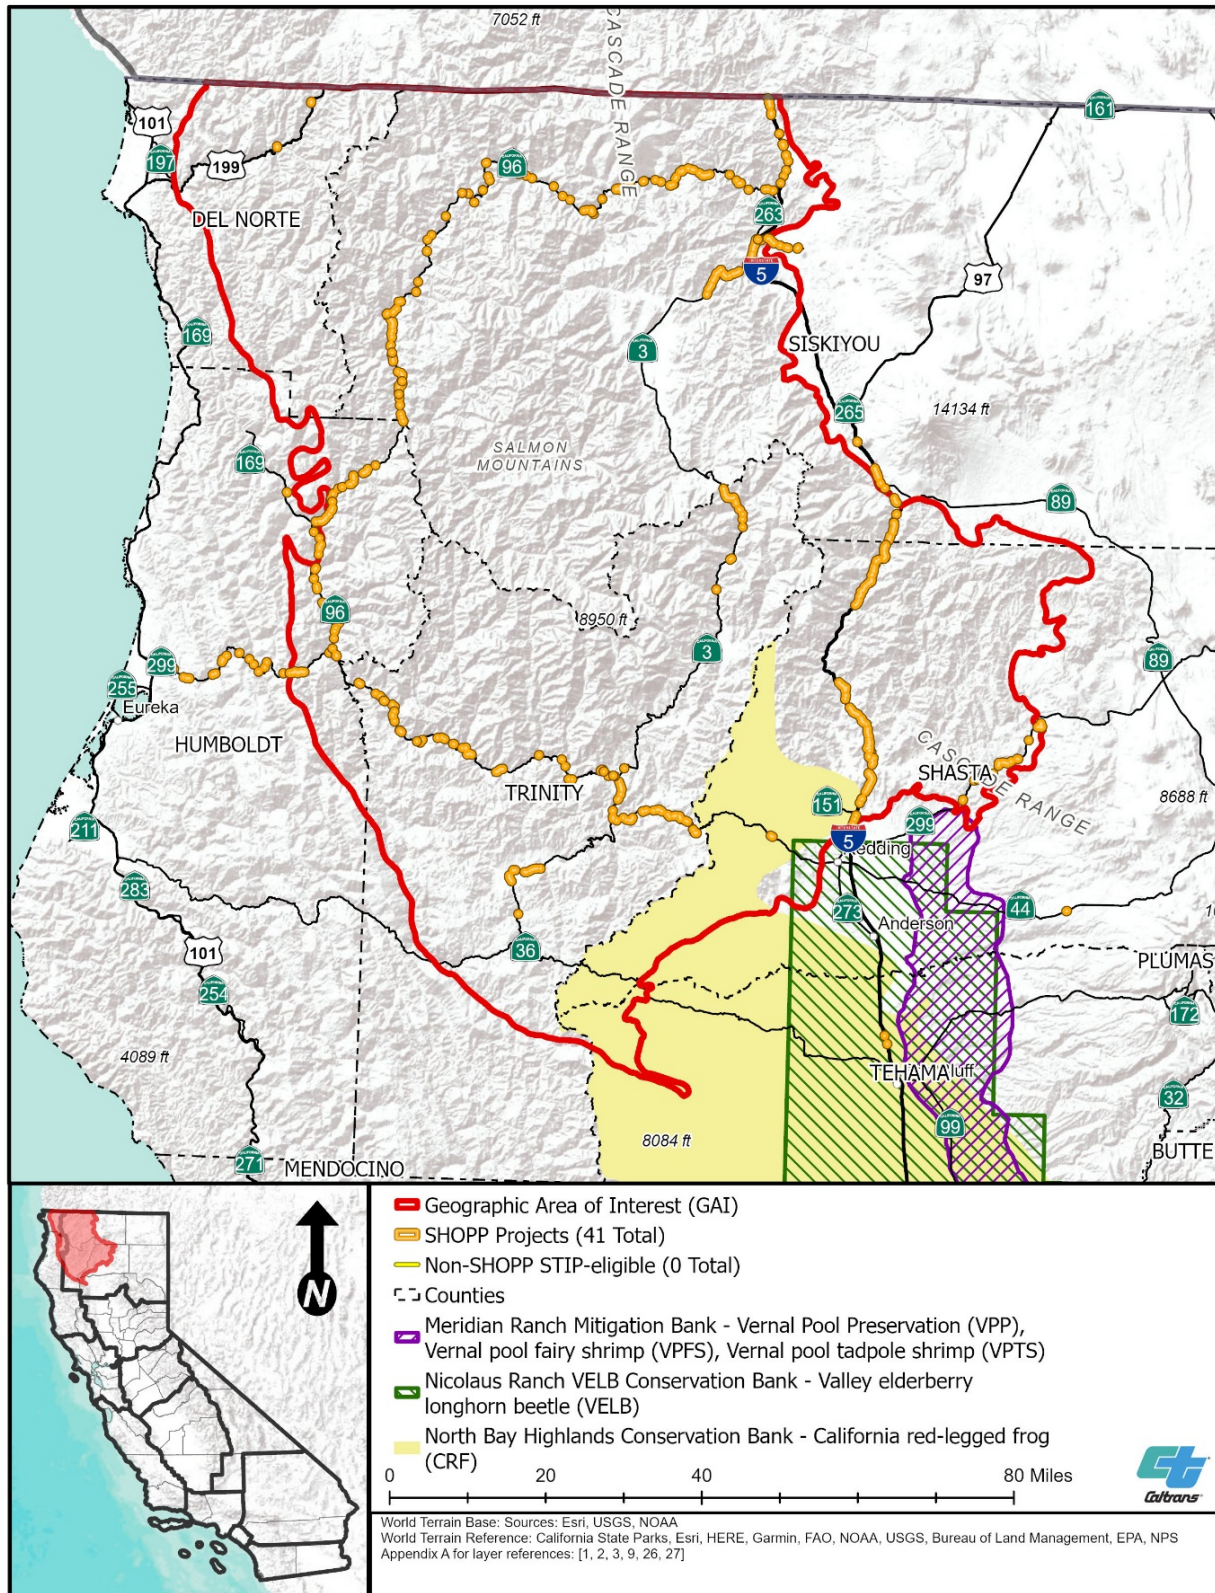 7052 ft
CASCADE RANGE
161
101
197
199
96
DEL NORTE
263
5
97
169
3
SISKIYOU
265
14134 ft
169
SALMON
MOUNTAINS
89
96
8950 ft
3
299
89
255
Eureka
HUMBOLDT
CASCADE RANGE
SHASTA
TRINITY
151
8688 ft
299
211
5
Redding
283
273
44
Anderson
101
36
PLUMAS
254
172
4089 ft
TEHAMA luff
32
99
8084 ft
BUTTE
271
MENDOCINO
N
Geographic Area of Interest (GAI)
SHOPP Projects (41 Total)
Non-SHOPP STIP-eligible (0 Total)
Counties
Meridian Ranch Mitigation Bank - Vernal Pool Preservation (VPP),
Vernal pool fairy shrimp (VPFS), Vernal pool tadpole shrimp (VPTS)
Nicolaus Ranch VELB Conservation Bank - Valley elderberry
longhorn beetle (VELB)
North Bay Highlands Conservation Bank - California red-legged frog
(CRF)
0 20 40 80 Miles
Caltrans
World Terrain Base: Sources: Esri, USGS, NOAA
World Terrain Reference: California State Parks, Esri, HERE, Garmin, FAO, NOAA, USGS, Bureau of Land Management, EPA, NPS
Appendix A for layer references: [1, 2, 3, 9, 26, 27]